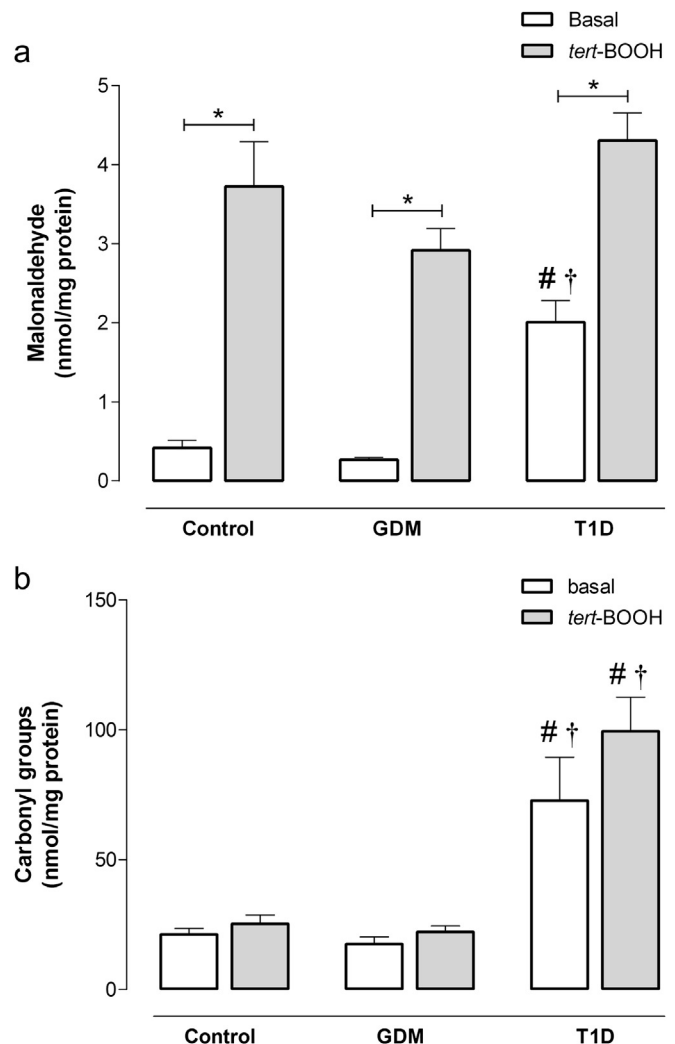 Basal
a
tert-BOOH
5
*
*
4
*
3
# †
2
1
0
Malonaldehyde
(nmol/mg protein)
Control GDM T1D
b
basal
150
tert-BOOH
# †
# †
100
50
0
Carbonyl groups
(nmol/mg protein)
Control GDM T1D